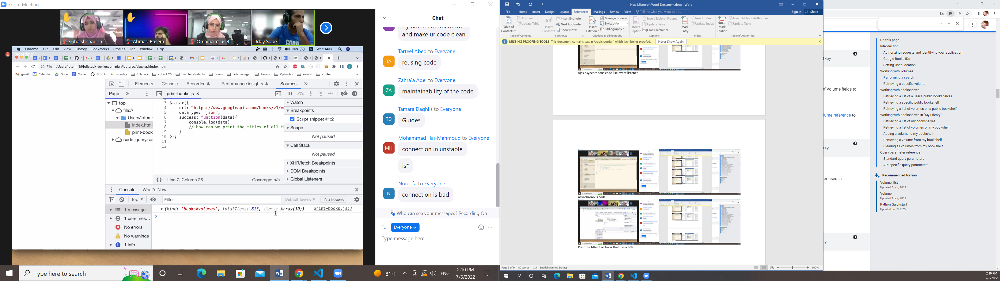 Zoom Meeting
suha shehadeh
Ahmad Basem
Omama Yousef
Oday Sabe
Chrome File Edit View History Bookmarks Profiles Tab Window Help
85% Wed 14:08
File /Users/lotemhiki/fullstack-bc-lesson-plan/lectures/ajax-api/index.html
gmail Calendar Drive Codio GitHub monday fullstack cohort 23 mac for students מיונים Job manager Rawabi CyberArk לקוחות content
Elements Console Recorder Performance insights Sources
Page
print-books.js
top
file://
Users/loteml
index.html
print-book
code.jquery.co
3 $.ajax({
4 url: "https://www.googleapis.com/books/v1/v
5 dataType: "json",
6 success: function(data){
7 console.log(data)
8 // how can we print the titles of all t
9 }
10 });
11
12
{} Line 7, Column 26 Coverage: n/a
Watch
Breakpoints
Script snippet #1:2
Scope
Not paused
Call Stack
Not paused
XHR/fetch Breakpoints
DOM Breakpoints
Global Listeners
Console What's New
top Filter Default levels No Issues
1 message
1 user mes...
No errors
No warnings
1 info
{kind: 'books#volumes', totalItems: 813, items: Array(10)} print-books.js:7
Chat
try not to comment XD
and make ur code clean
Tarteel Abed to Everyone
TA
reusing code
Zahra'a Aqel to Everyone
ZA
maintainability of the code
Tamara Daghlis to Everyone
TD
Guides
Mohammad Haj-Mahmoud to Everyone
MH
connection in unstable
is*
Noor-fa to Everyone
N
connection is bad
Who can see your messages? Recording On
To: Everyone
Type message here...
Type here to search
81°F ENG
2:10 PM
7/6/2022
New Microsoft Word Document.docx - Word
File Home Insert Design Layout References Mailings Review View Tell me what you want to do... Sign in Share
Table of Contents
Add Text
Update Table
Table of Contents
Insert Footnote
Insert Endnote
Next Footnote
Show Notes
Footnotes
Insert Citation
Manage Sources
Style: APA
Bibliography
Citations & Bibliography
Insert Caption
Insert Table of Figures
Update Table
Cross-reference
Captions
Mark Entry
Insert Index
Update Index
Index
Mark Citation
Insert Table of Authorities
Update Table
Table of Authorities
MISSING PROOFING TOOLS This document contains text in Arabic (Jordan) which isn't being proofed. Never Show Again
Ajax asynchronous code like event listener
Asynchronous code
Print the title of all book that has a title
Page 9 of 9 80 words English (United States) 100%
of Volume fields to
lume reference to
er used in
On this page
Introduction
Authorizing requests and identifying your application
Google Books IDs
Setting User Location
Working with volumes
Performing a search
Retrieving a specific volume
Working with bookshelves
Retrieving a list of a user's public bookshelves
Retrieving a specific public bookshelf
Retrieving a list of volumes on a public bookshelf
Working with bookshelves in "My Library"
Retrieving a list of my bookshelves
Retrieving a list of volumes on my bookshelf
Adding a volume to my bookshelf
Removing a volume from my bookshelf
Clearing all volumes from my bookshelf
Query parameter reference
Standard query parameters
API-specific query parameters
Recommended for you
Volume: list
Updated Apr 4, 2012
Volume
Updated Apr 4, 2012
Python Quickstart
Updated Jun 9, 2022
2:10 PM
7/6/2022